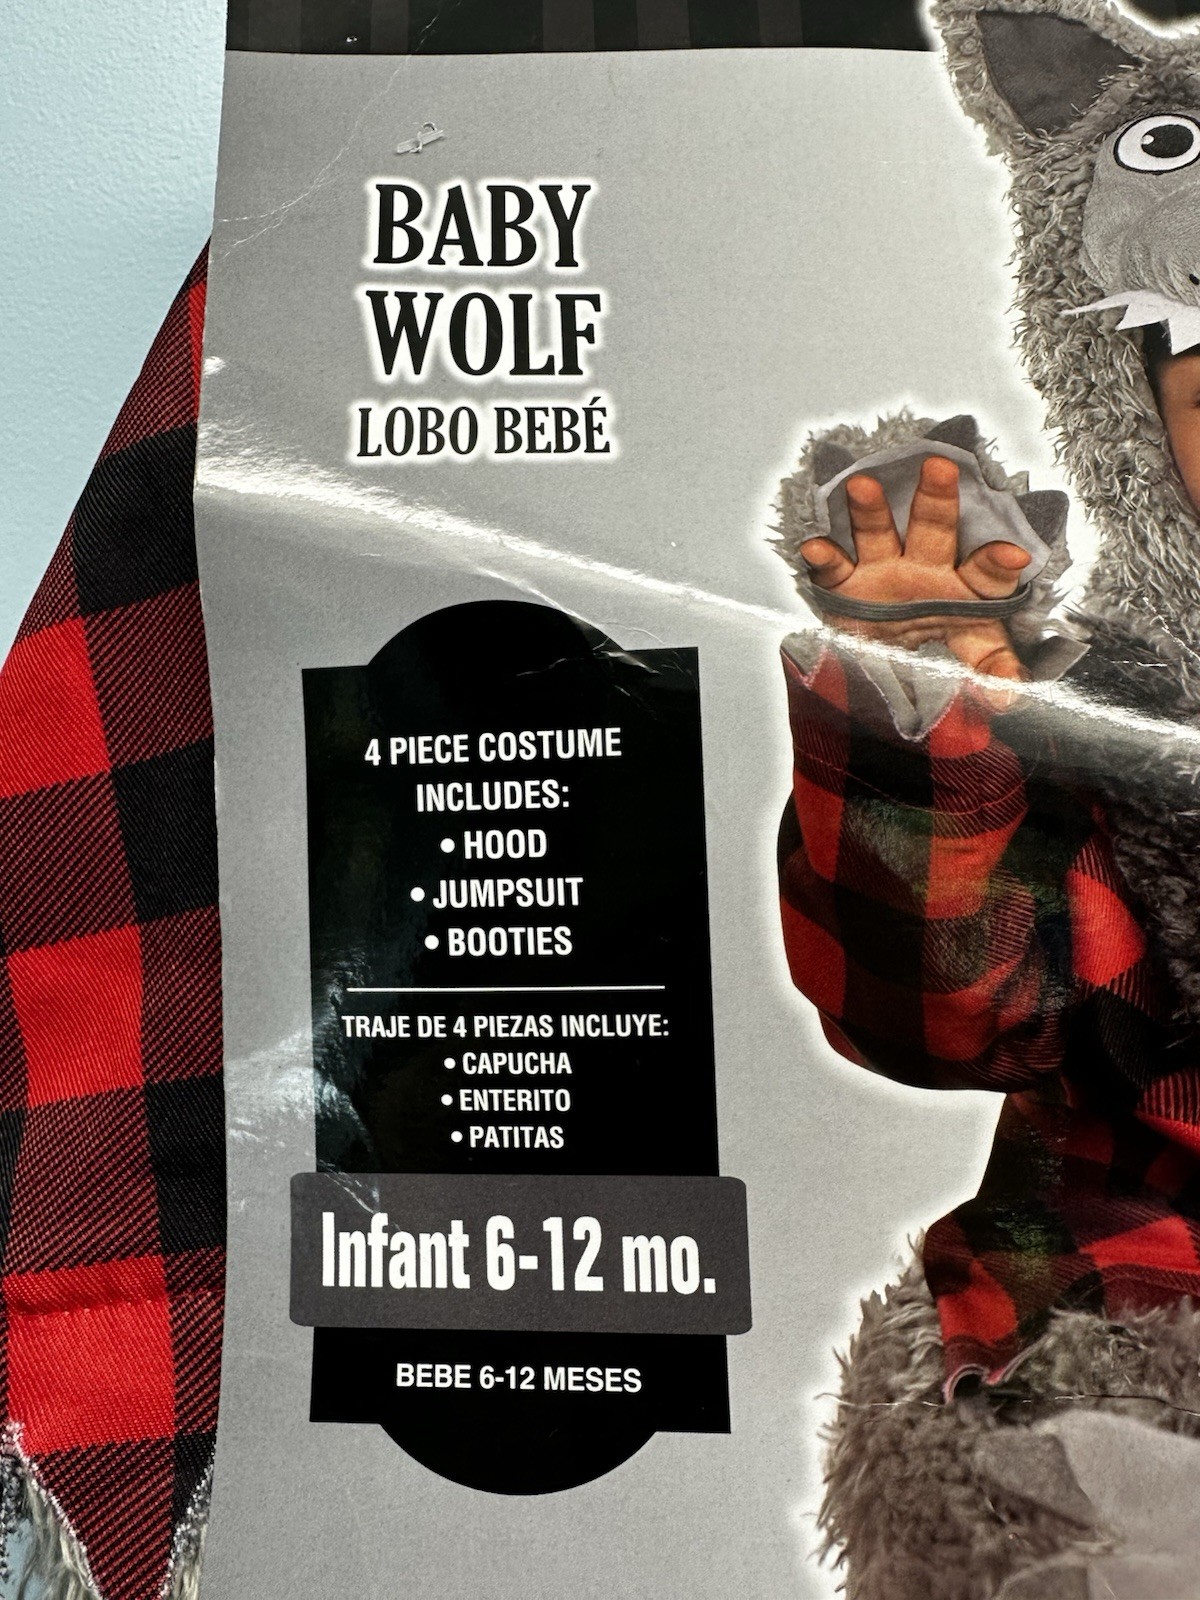 BABY
WOLF
LOBO BEBÉ
4 PIECE COSTUME
INCLUDES:
• HOOD
• JUMPSUIT
• BOOTIES
TRAJE DE 4 PIEZAS INCLUYE:
• CAPUCHA
• ENTERITO
• PATITAS
Infant 6-12 mo.
BEBE 6-12 MESES